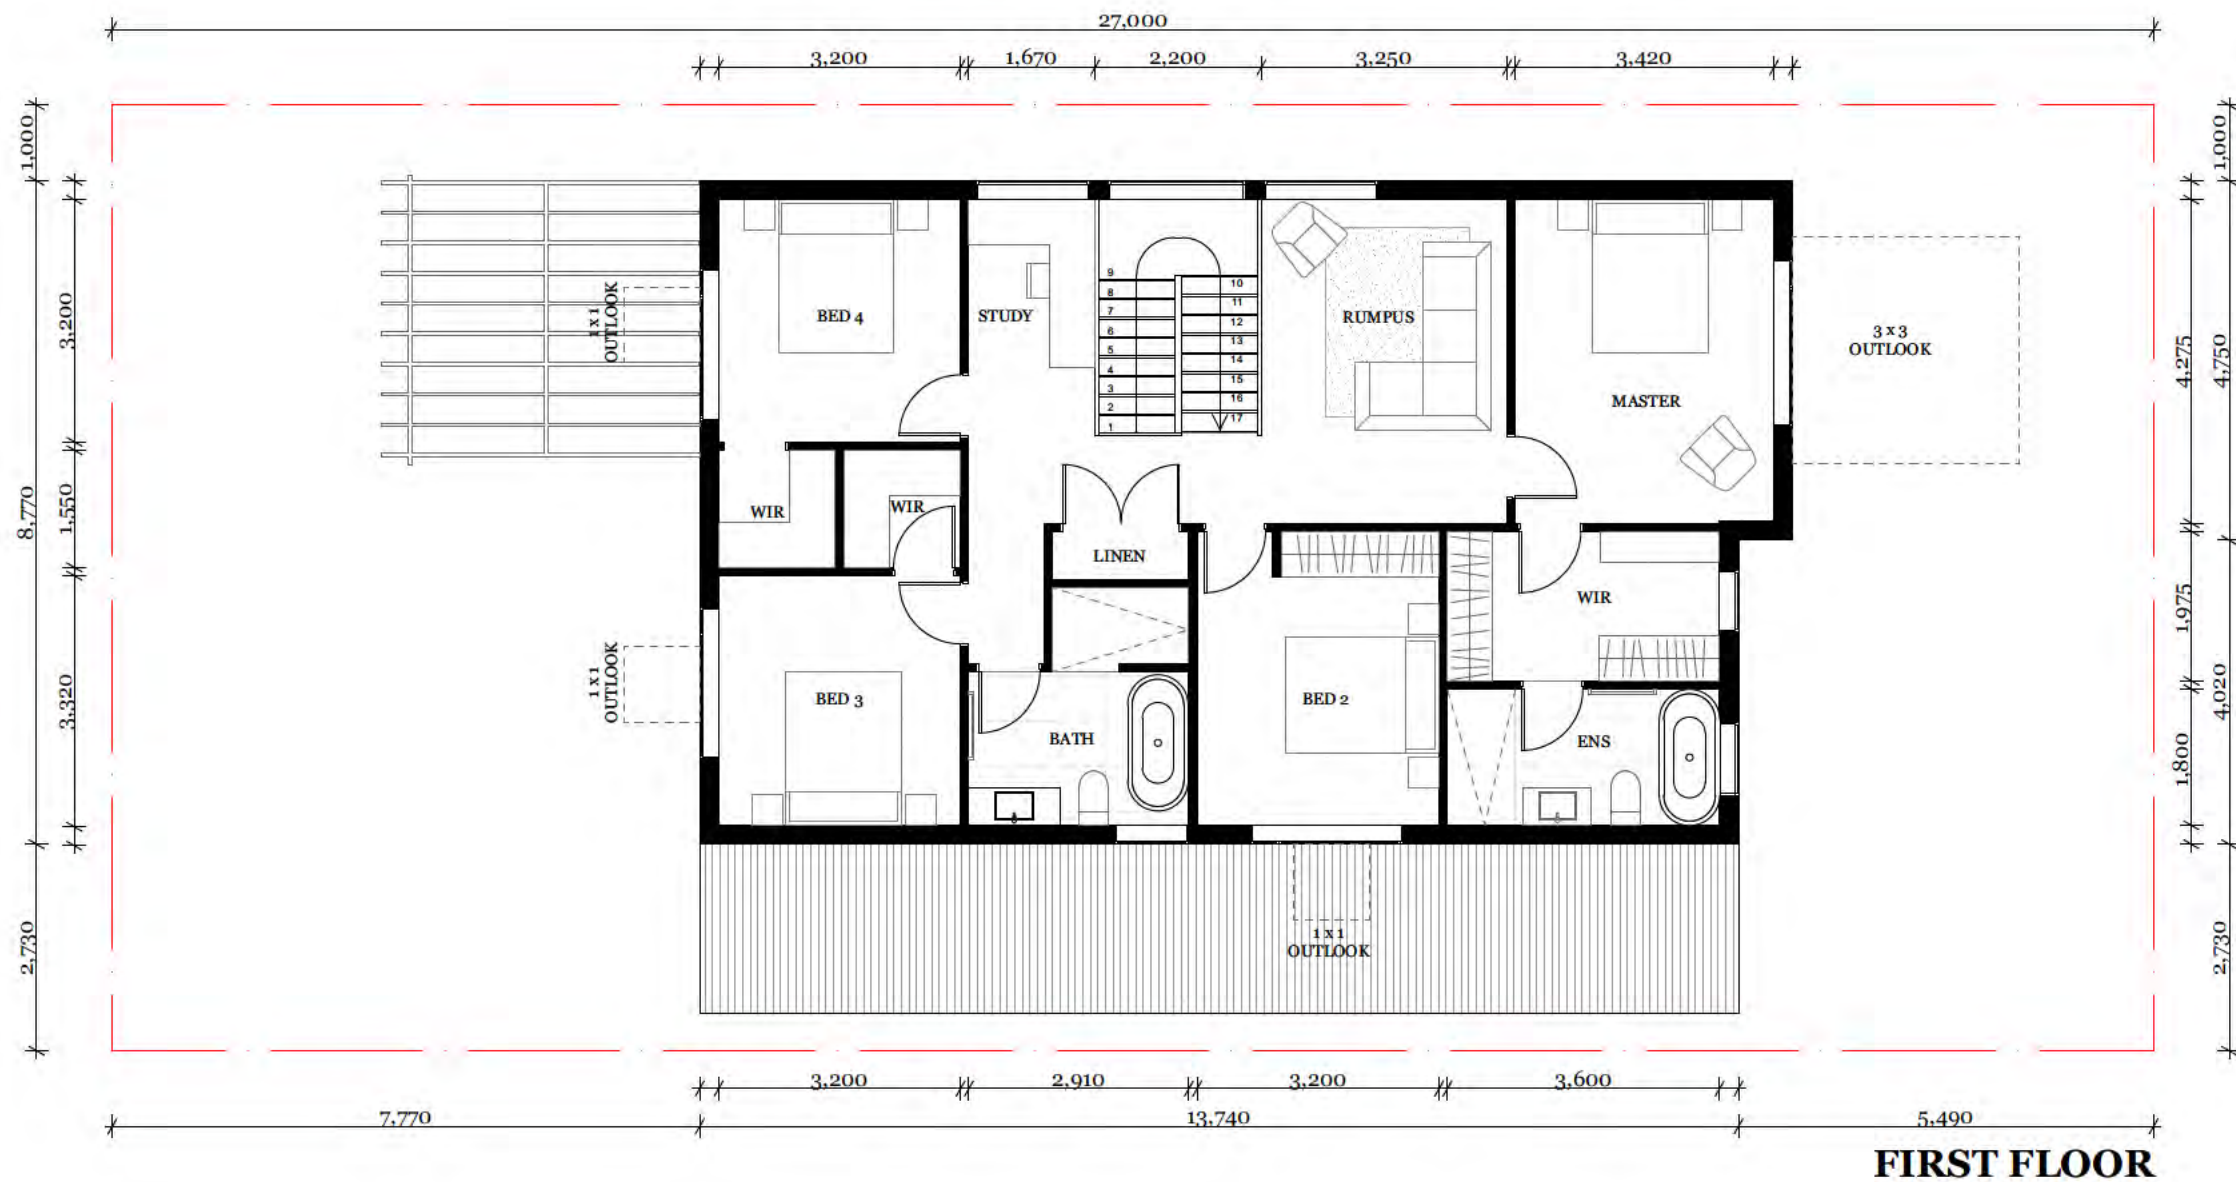 27,000
3,200
1,670
2,200
3,250
3,420
1,000
1,000
8,770
3,200
1,550
3,320
2,730
1 x 1
OUTLOOK
BED 4
STUDY
9
8
7
6
5
4
3
2
1
10
11
12
13
14
15
16
17
RUMPUS
MASTER
3 x 3
OUTLOOK
4,275
4,750
WIR
WIR
LINEN
WIR
1,975
1 x 1
OUTLOOK
BED 3
BATH
BED 2
ENS
4,020
1,800
1 x 1
OUTLOOK
2,730
3,200
2,910
3,200
3,600
7,770
13,740
5,490
FIRST FLOOR